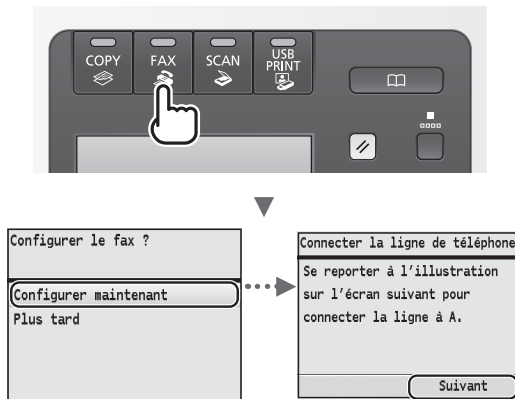 COPY
FAX
SCAN
USB
PRINT
Configurer le fax ?
Configurer maintenant
Plus tard
Connecter la ligne de téléphone
Se reporter à l'illustration
sur l'écran suivant pour
connecter la ligne à A.
Suivant